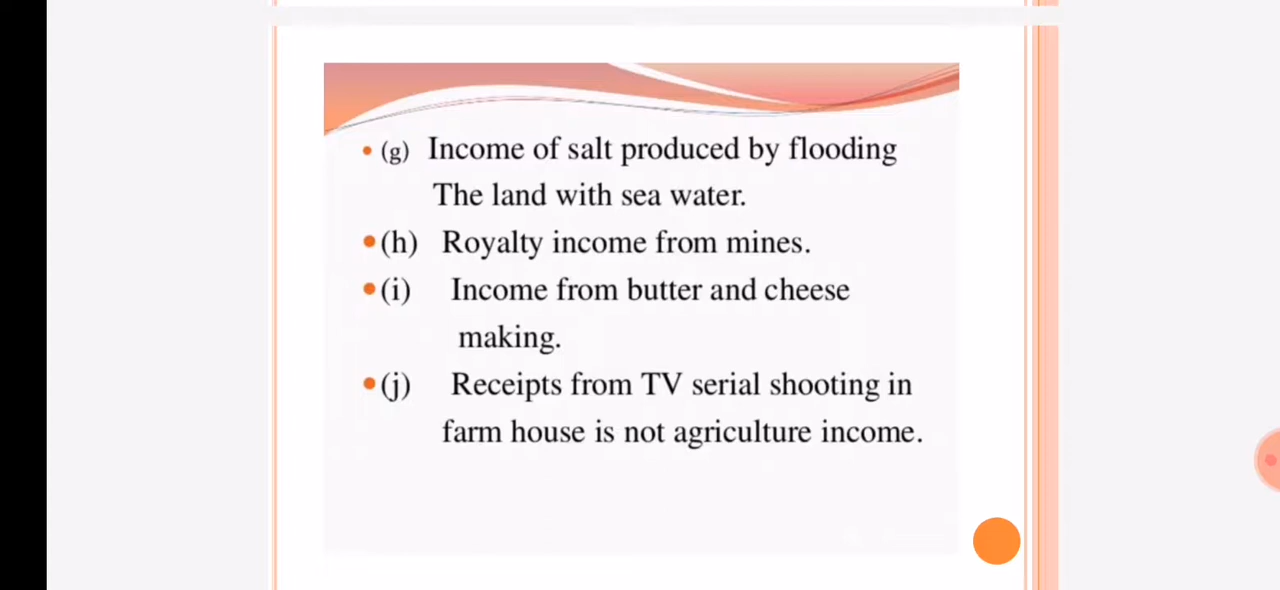 • (g) Income of salt produced by flooding
The land with sea water.
• (h) Royalty income from mines.
• (i) Income from butter and cheese
making.
• (j) Receipts from TV serial shooting in
farm house is not agriculture income.